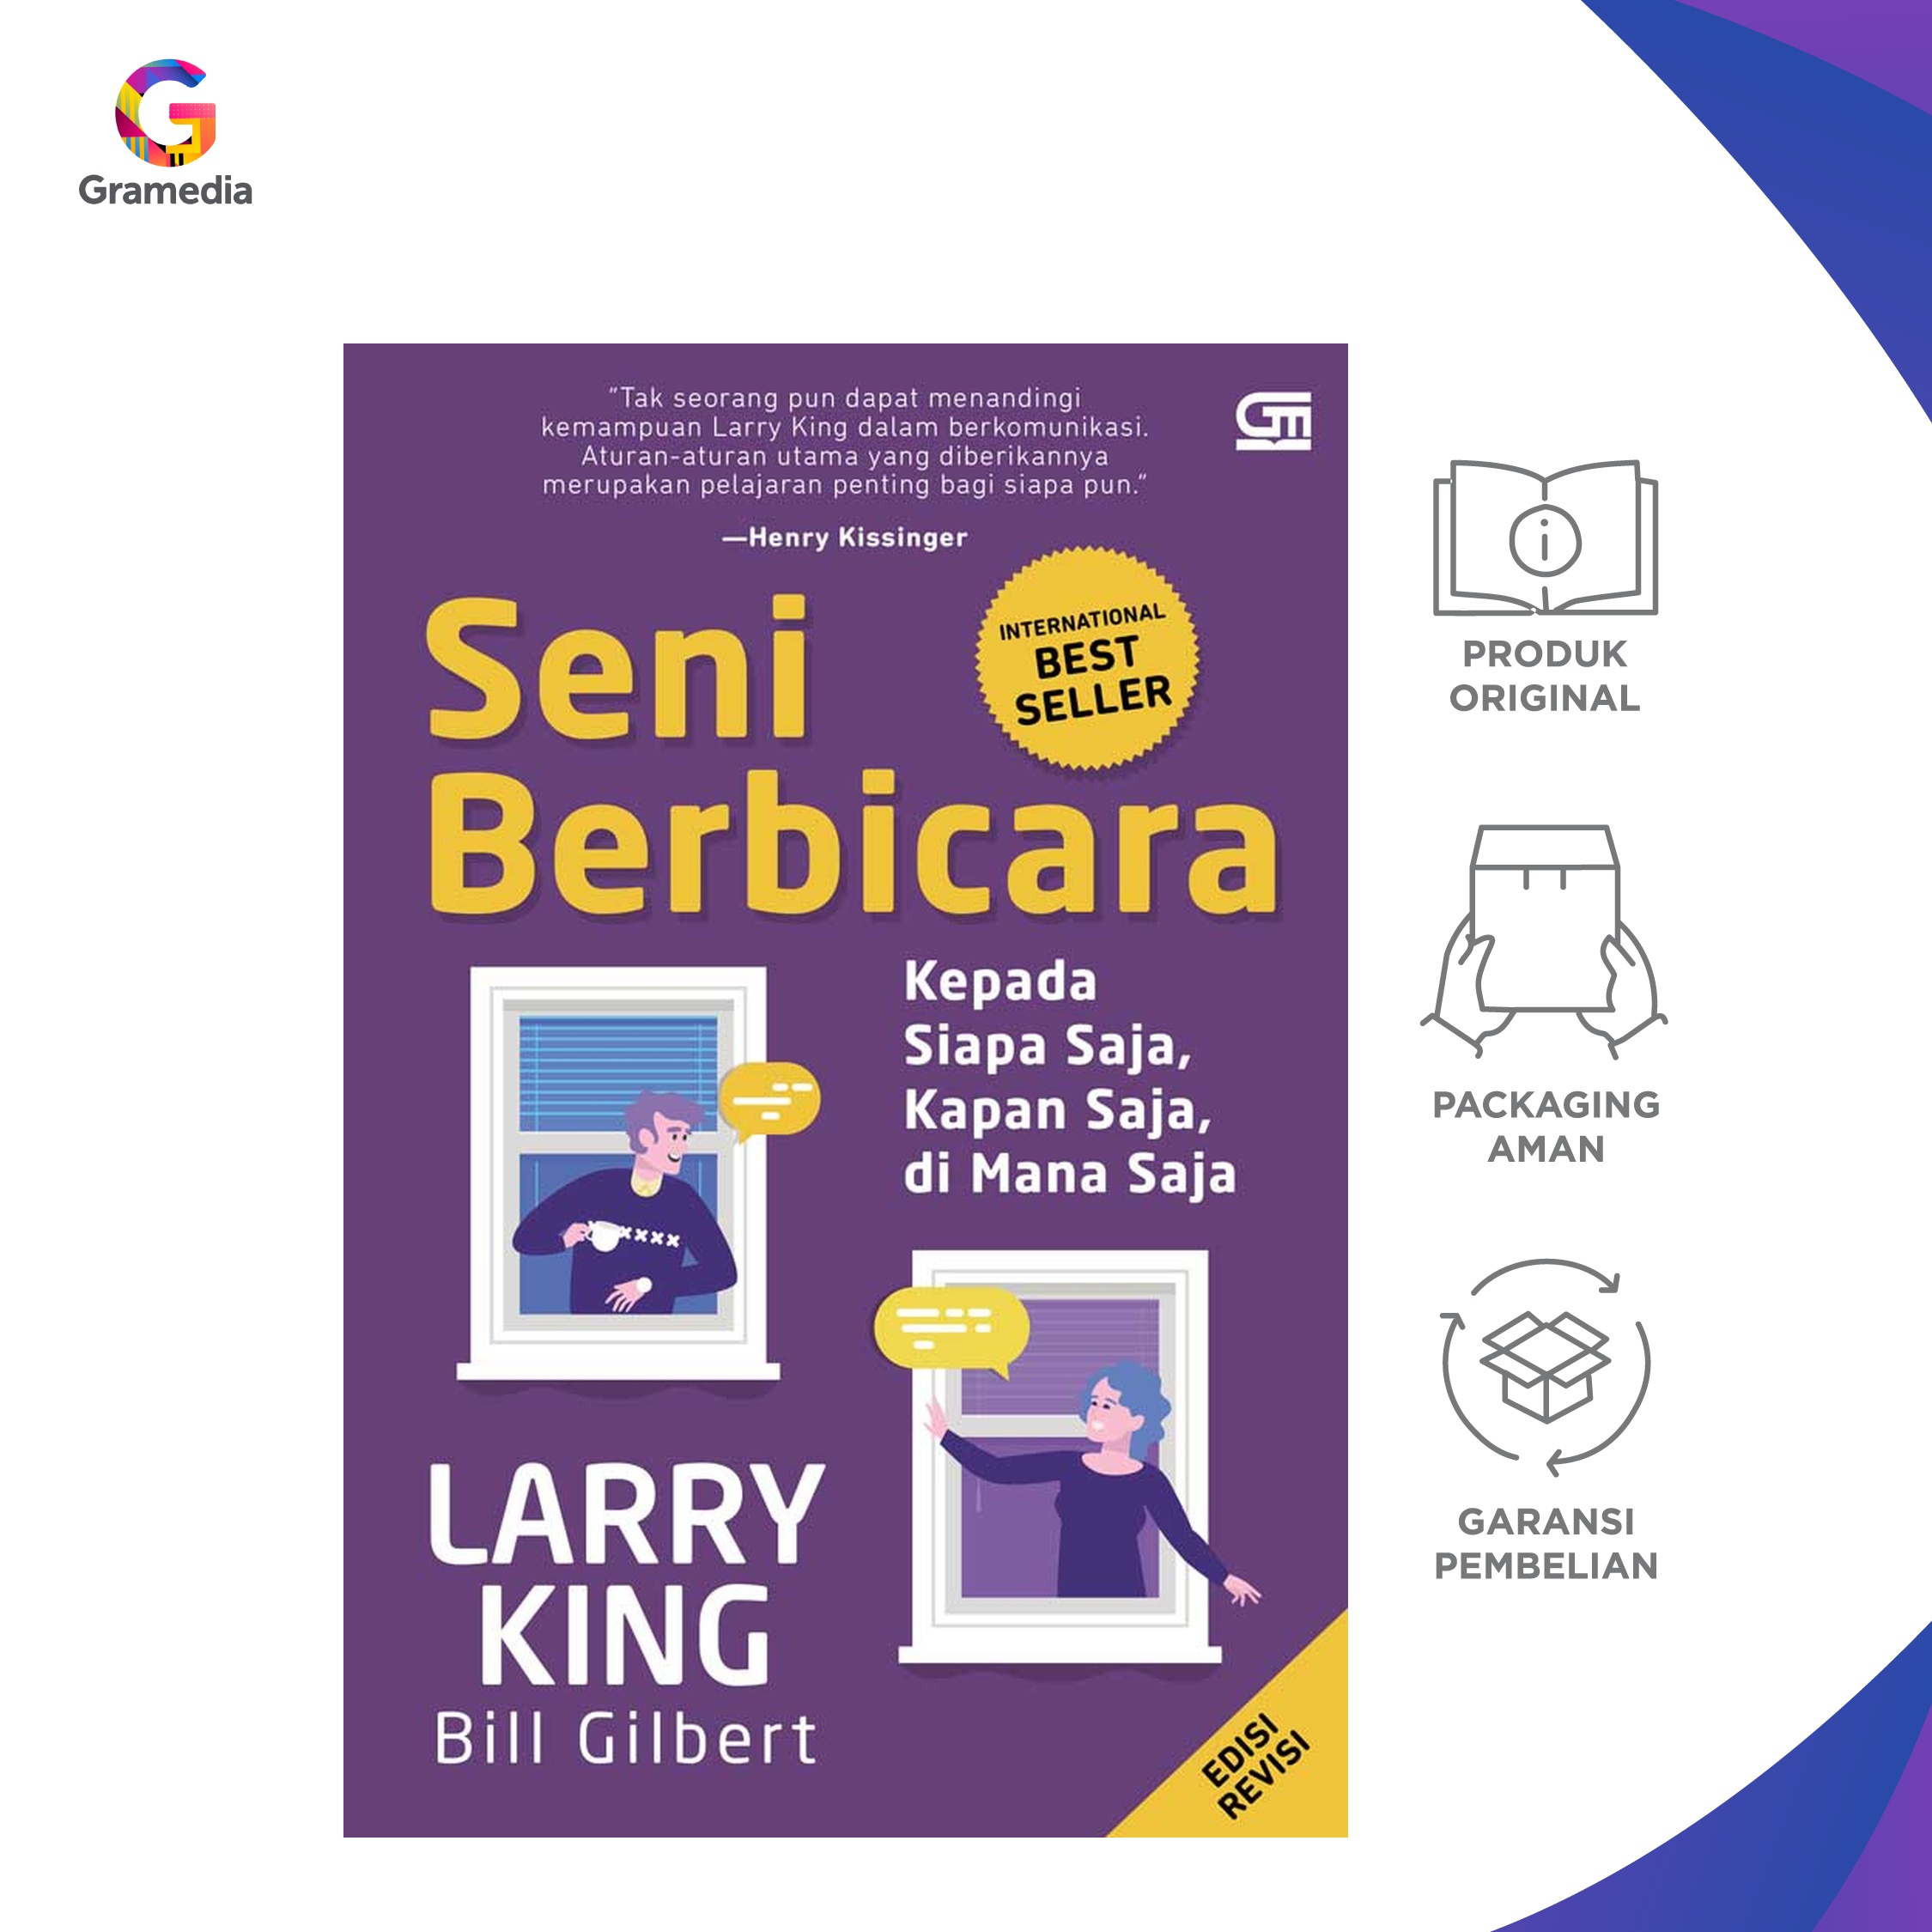 Gramedia
"Tak seorang pun dapat menandingi
kemampuan Larry King dalam berkomunikasi.
Aturan-aturan utama yang diberikannya
merupakan pelajaran penting bagi siapa pun."
—Henry Kissinger
Seni
Berbicara
INTERNATIONAL
BEST
SELLER
Kepada
Siapa Saja,
Kapan Saja,
di Mana Saja
LARRY
KING
Bill Gilbert
EDISI
REVISI
PRODUK
ORIGINAL
PACKAGING
AMAN
GARANSI
PEMBELIAN